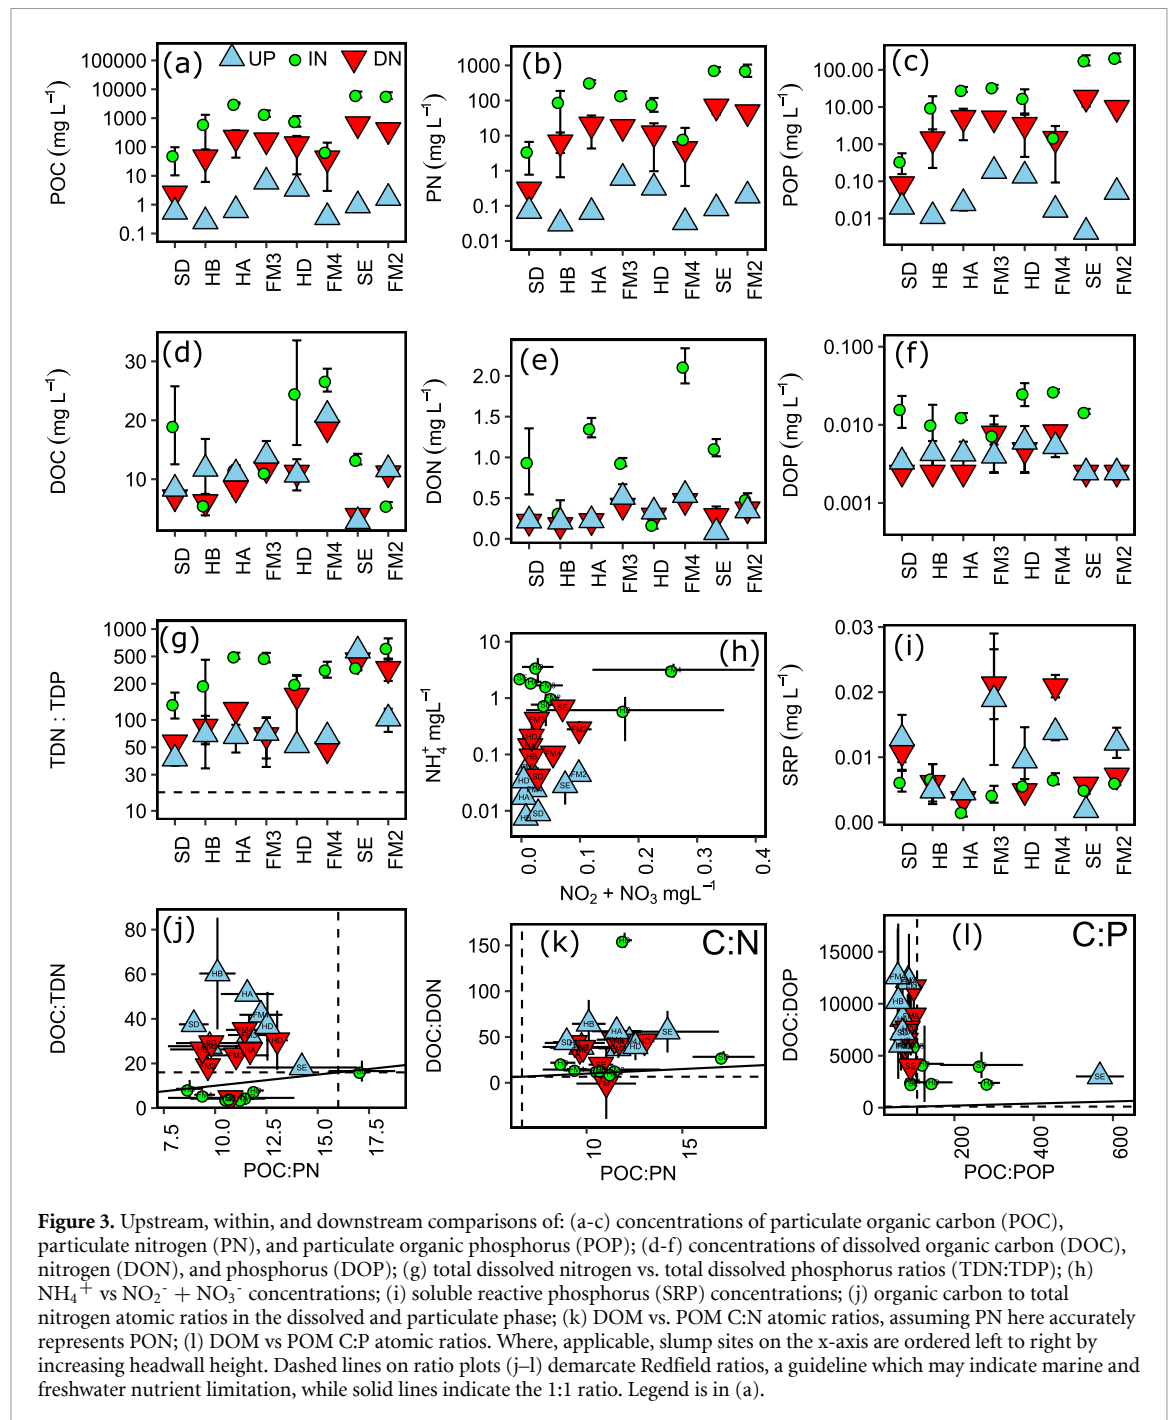 (a) UP IN DN
POC (mg L⁻¹)
100000
10000
1000
100
10
1
0.1
SD HB HA FM3 HD FM4 SE FM2
(b)
PN (mg L⁻¹)
1000
100
10
1
0.1
0.01
SD HB HA FM3 HD FM4 SE FM2
(c)
POP (mg L⁻¹)
100.00
10.00
1.00
0.10
0.01
SD HB HA FM3 HD FM4 SE FM2
(d)
DOC (mg L⁻¹)
30
20
10
SD HB HA FM3 HD FM4 SE FM2
(e)
DON (mg L⁻¹)
2.0
1.5
1.0
0.5
0.0
SD HB HA FM3 HD FM4 SE FM2
(f)
DOP (mg L⁻¹)
0.100
0.010
0.001
SD HB HA FM3 HD FM4 SE FM2
(g)
TDN : TDP
1000
500
200
100
50
30
10
SD HB HA FM3 HD FM4 SE FM2
(h)
NH₄⁺ mgL⁻¹
10
1
0.1
0.01
0.0 0.1 0.2 0.3 0.4
NO₂ + NO₃ mgL⁻¹
(i)
SRP (mg L⁻¹)
0.03
0.02
0.01
0.00
SD HB HA FM3 HD FM4 SE FM2
(j)
DOC:TDN
80
60
40
20
0
7.5 10.0 12.5 15.0 17.5
POC:PN
(k) C:N
DOC:DON
150
100
50
0
10 15
POC:PN
(l) C:P
DOC:DOP
15000
10000
5000
0
200 400 600
POC:POP
Figure 3. Upstream, within, and downstream comparisons of: (a-c) concentrations of particulate organic carbon (POC),
particulate nitrogen (PN), and particulate organic phosphorus (POP); (d-f) concentrations of dissolved organic carbon (DOC),
nitrogen (DON), and phosphorus (DOP); (g) total dissolved nitrogen vs. total dissolved phosphorus ratios (TDN:TDP); (h)
NH₄⁺ vs NO₂⁻ + NO₃⁻ concentrations; (i) soluble reactive phosphorus (SRP) concentrations; (j) organic carbon to total
nitrogen atomic ratios in the dissolved and particulate phase; (k) DOM vs. POM C:N atomic ratios, assuming PN here accurately
represents PON; (l) DOM vs POM C:P atomic ratios. Where, applicable, slump sites on the x-axis are ordered left to right by
increasing headwall height. Dashed lines on ratio plots (j–l) demarcate Redfield ratios, a guideline which may indicate marine and
freshwater nutrient limitation, while solid lines indicate the 1:1 ratio. Legend is in (a).